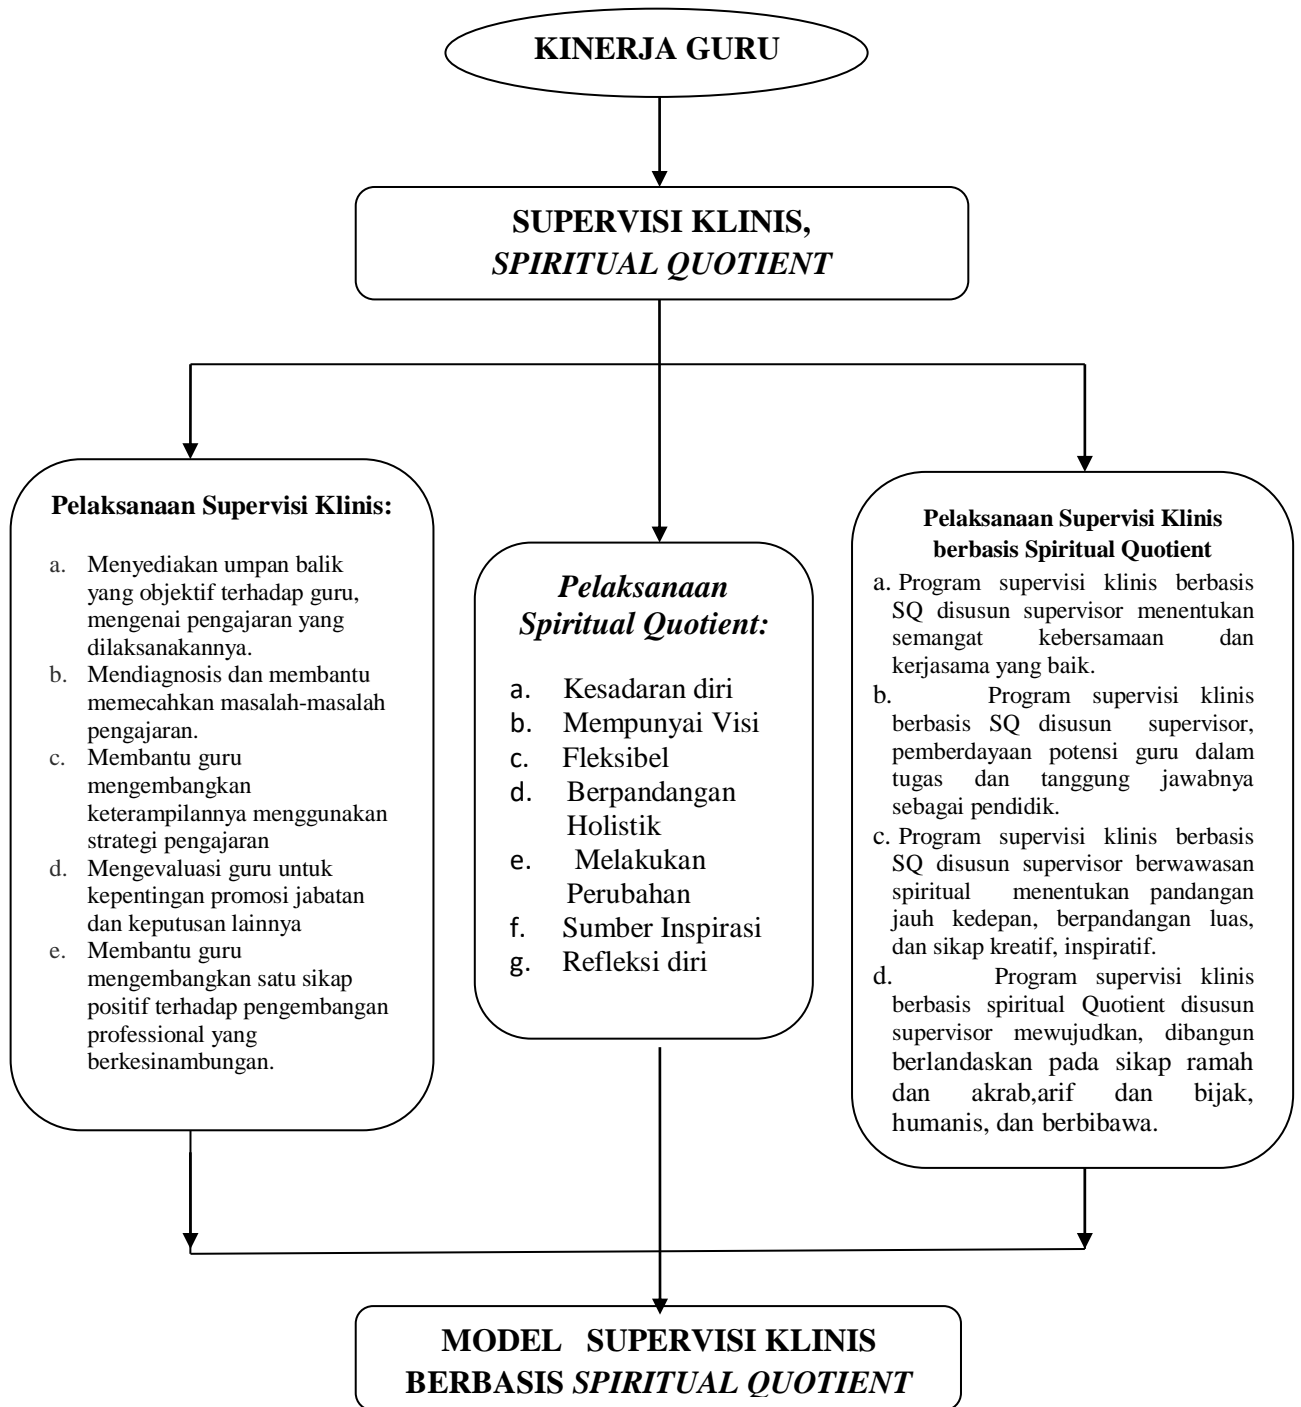 KINERJA GURU
SUPERVISI KLINIS,
SPIRITUAL QUOTIENT
Pelaksanaan Supervisi Klinis:
a. Menyediakan umpan balik
yang objektif terhadap guru,
mengenai pengajaran yang
dilaksanakannya.
b. Mendiagnosis dan membantu
memecahkan masalah-masalah
pengajaran.
c. Membantu guru
mengembangkan
keterampilannya menggunakan
strategi pengajaran
d. Mengevaluasi guru untuk
kepentingan promosi jabatan
dan keputusan lainnya
e. Membantu guru
mengembangkan satu sikap
positif terhadap pengembangan
professional yang
berkesinambungan.
Pelaksanaan
Spiritual Quotient:
a. Kesadaran diri
b. Mempunyai Visi
c. Fleksibel
d. Berpandangan
Holistik
e. Melakukan
Perubahan
f. Sumber Inspirasi
g. Refleksi diri
Pelaksanaan Supervisi Klinis
berbasis Spiritual Quotient
a. Program supervisi klinis berbasis
SQ disusun supervisor menentukan
semangat kebersamaan dan
kerjasama yang baik.
b. Program supervisi klinis
berbasis SQ disusun supervisor,
pemberdayaan potensi guru dalam
tugas dan tanggung jawabnya
sebagai pendidik.
c. Program supervisi klinis berbasis
SQ disusun supervisor berwawasan
spiritual menentukan pandangan
jauh kedepan, berpandangan luas,
dan sikap kreatif, inspiratif.
d. Program supervisi klinis
berbasis spiritual Quotient disusun
supervisor mewujudkan, dibangun
berlandaskan pada sikap ramah
dan akrab,arif dan bijak,
humanis, dan berbibawa.
MODEL SUPERVISI KLINIS
BERBASIS SPIRITUAL QUOTIENT